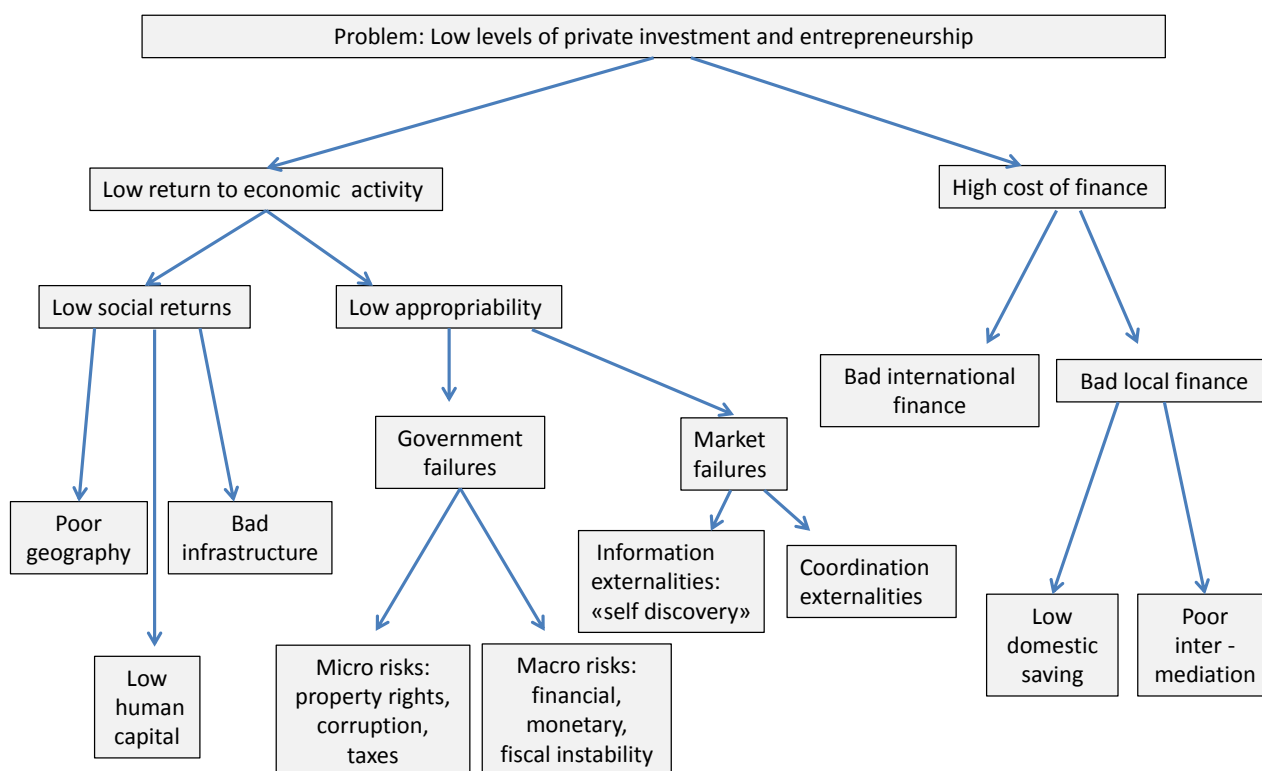 Problem: Low levels of private investment and entrepreneurship
Low return to economic activity
High cost of finance
Low social returns
Low appropriability
Bad international
finance
Bad local finance
Government
failures
Market
failures
Poor
geography
Bad
infrastructure
Information
externalities:
«self discovery»
Coordination
externalities
Low
domestic
saving
Poor
inter -
mediation
Low
human
capital
Micro risks:
property rights,
corruption,
taxes
Macro risks:
financial,
monetary,
fiscal instability